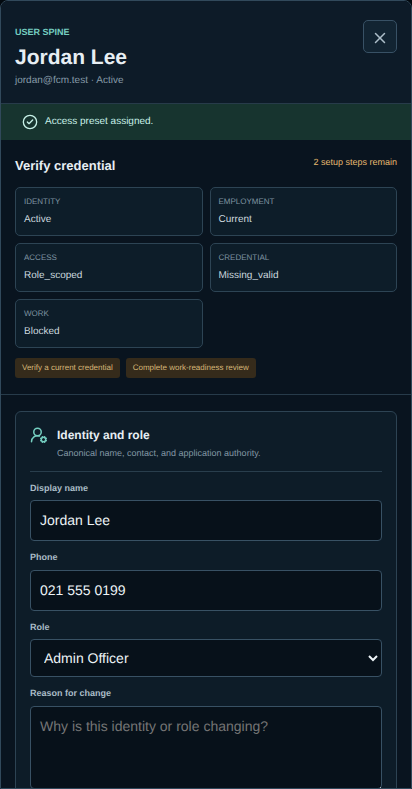 USER SPINE
Jordan Lee
jordan@fcm.test · Active
Access preset assigned.
Verify credential
2 setup steps remain
IDENTITY
Active
EMPLOYMENT
Current
ACCESS
Role_scoped
CREDENTIAL
Missing_valid
WORK
Blocked
Verify a current credential
Complete work-readiness review
Identity and role
Canonical name, contact, and application authority.
Display name
Jordan Lee
Phone
021 555 0199
Role
Admin Officer
Reason for change
Why is this identity or role changing?